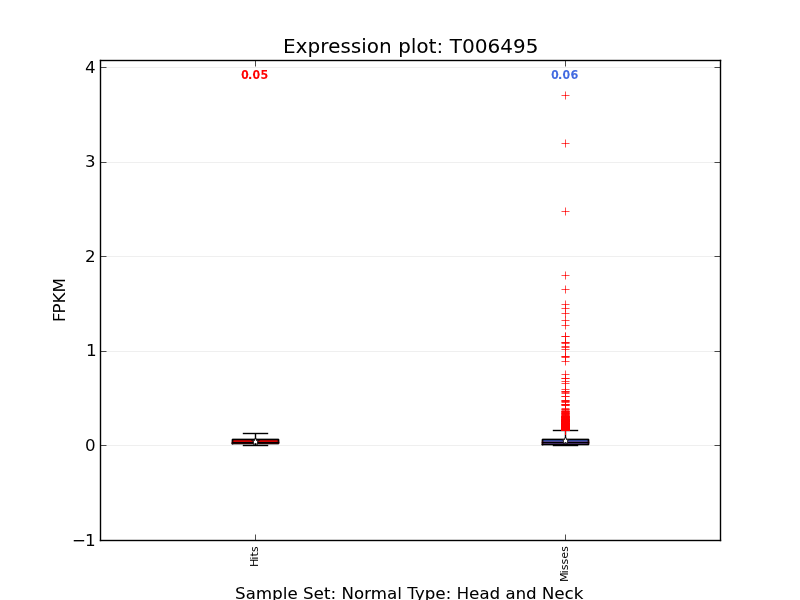 Expression plot: T006495
0.05 0.06
4
3
2
1
0
−1
FPKM
Hits Misses
Sample Set: Normal Type: Head and Neck